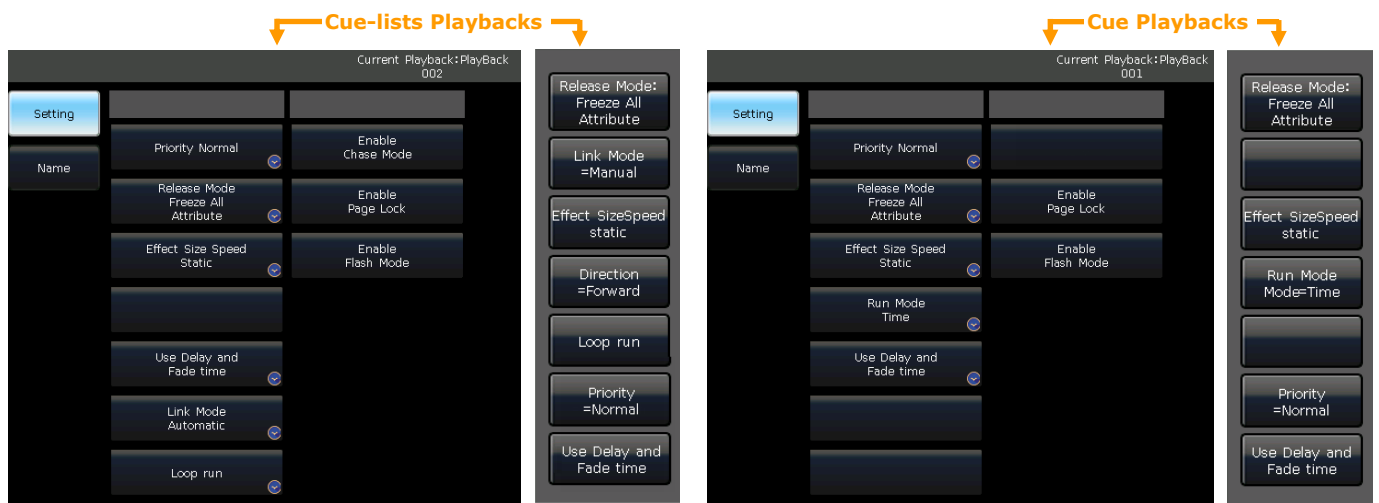 Cue-lists Playbacks
Current Playback:PlayBack
002
Setting
Name
Priority Normal
Release Mode
Freeze All
Attribute
Effect Size Speed
Static
Use Delay and
Fade time
Link Mode
Automatic
Loop run
Enable
Chase Mode
Enable
Page Lock
Enable
Flash Mode
Release Mode:
Freeze All
Attribute
Link Mode
=Manual
Effect SizeSpeed
static
Direction
=Forward
Loop run
Priority
=Normal
Use Delay and
Fade time
Cue Playbacks
Current Playback:PlayBack
001
Setting
Name
Priority Normal
Release Mode
Freeze All
Attribute
Effect Size Speed
Static
Run Mode
Time
Use Delay and
Fade time
Enable
Page Lock
Enable
Flash Mode
Release Mode:
Freeze All
Attribute
Effect SizeSpeed
static
Run Mode
Mode=Time
Priority
=Normal
Use Delay and
Fade time